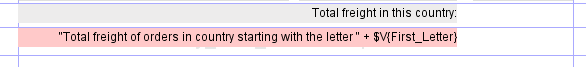 Total freight in this country:
"Total freight of orders in country starting with the letter " + $V{First_Letter}